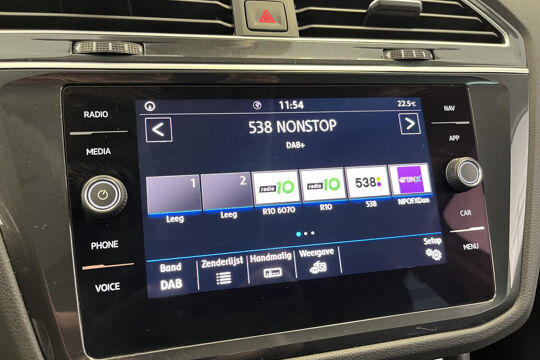 RADIO
MEDIA
PHONE
VOICE
NAV
APP
CAR
MENU
11:54
22.5°C
<
538 NONSTOP
>
DAB+
1
2
radio 10
radio 10
538
FUNX
Leeg
Leeg
R10 6070
R10
538
NPOFXDan
Band
DAB
Zenderlijst
Handmatig
Weergave
Setup